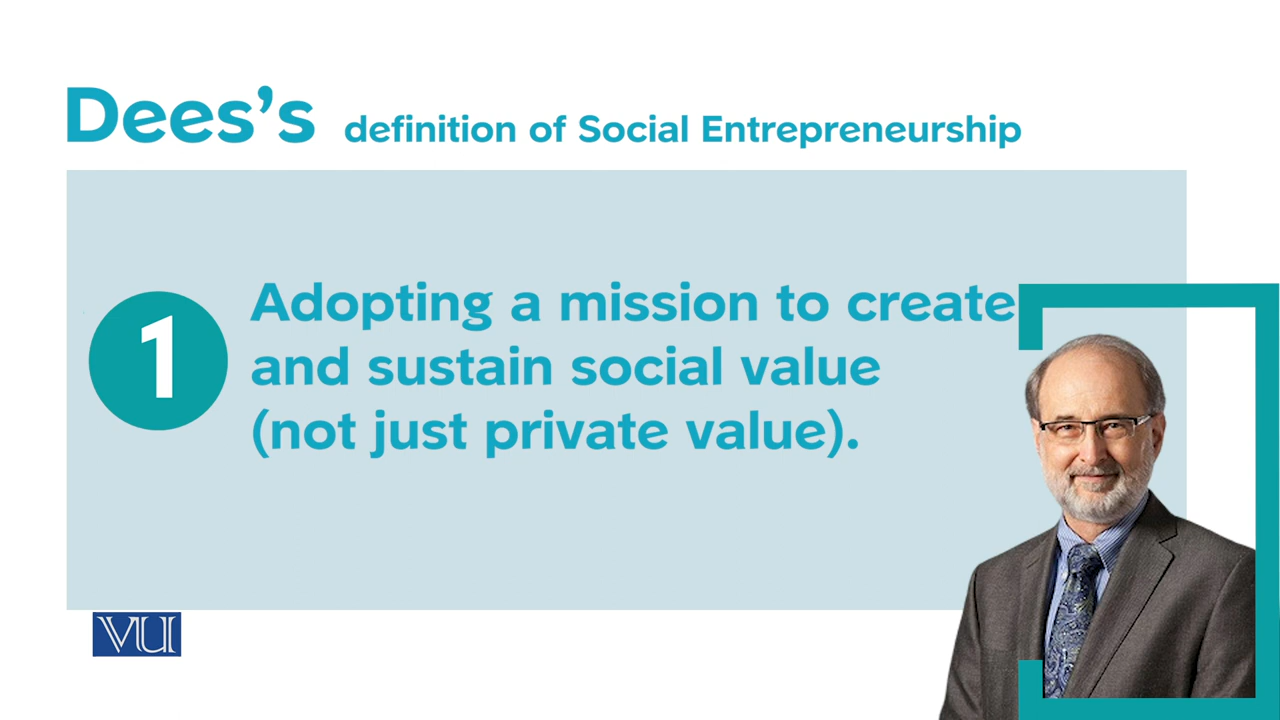 Dees’s definition of Social Entrepreneurship
1
Adopting a mission to create
and sustain social value
(not just private value).
VU